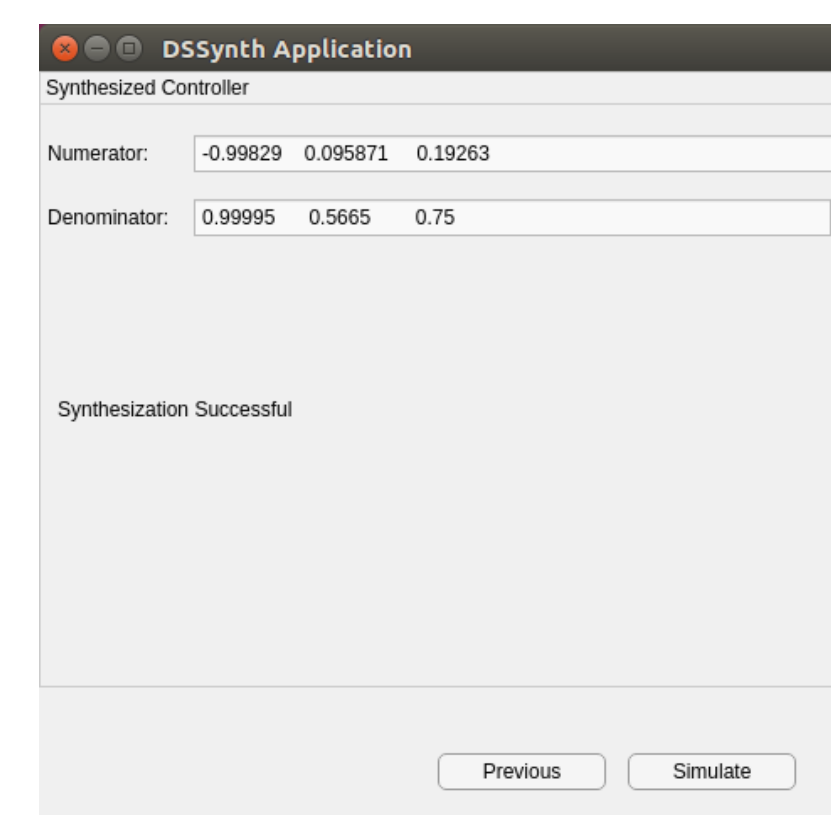 DSSynth Application
Synthesized Controller
Numerator: -0.99829 0.095871 0.19263
Denominator: 0.99995 0.5665 0.75
Synthesization Successful
Previous Simulate